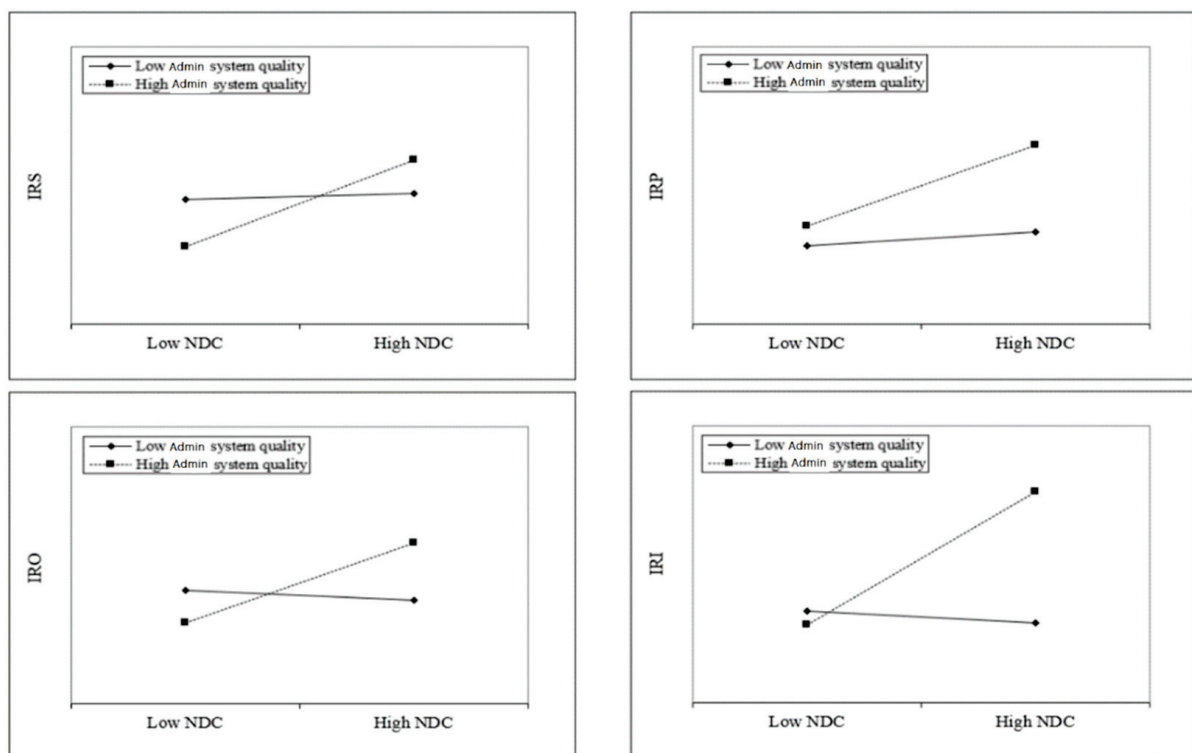 Low Admin system quality
High Admin system quality
IRS
Low NDC High NDC
Low Admin system quality
High Admin system quality
IRP
Low NDC High NDC
Low Admin system quality
High Admin system quality
IRO
Low NDC High NDC
Low Admin system quality
High Admin system quality
IRI
Low NDC High NDC